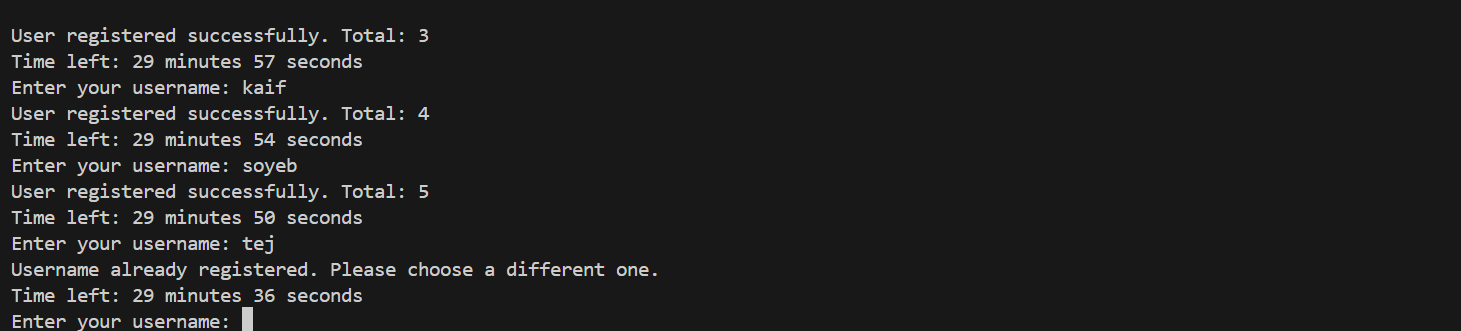 User registered successfully. Total: 3
Time left: 29 minutes 57 seconds
Enter your username: kaif
User registered successfully. Total: 4
Time left: 29 minutes 54 seconds
Enter your username: soyeb
User registered successfully. Total: 5
Time left: 29 minutes 50 seconds
Enter your username: tej
Username already registered. Please choose a different one.
Time left: 29 minutes 36 seconds
Enter your username: